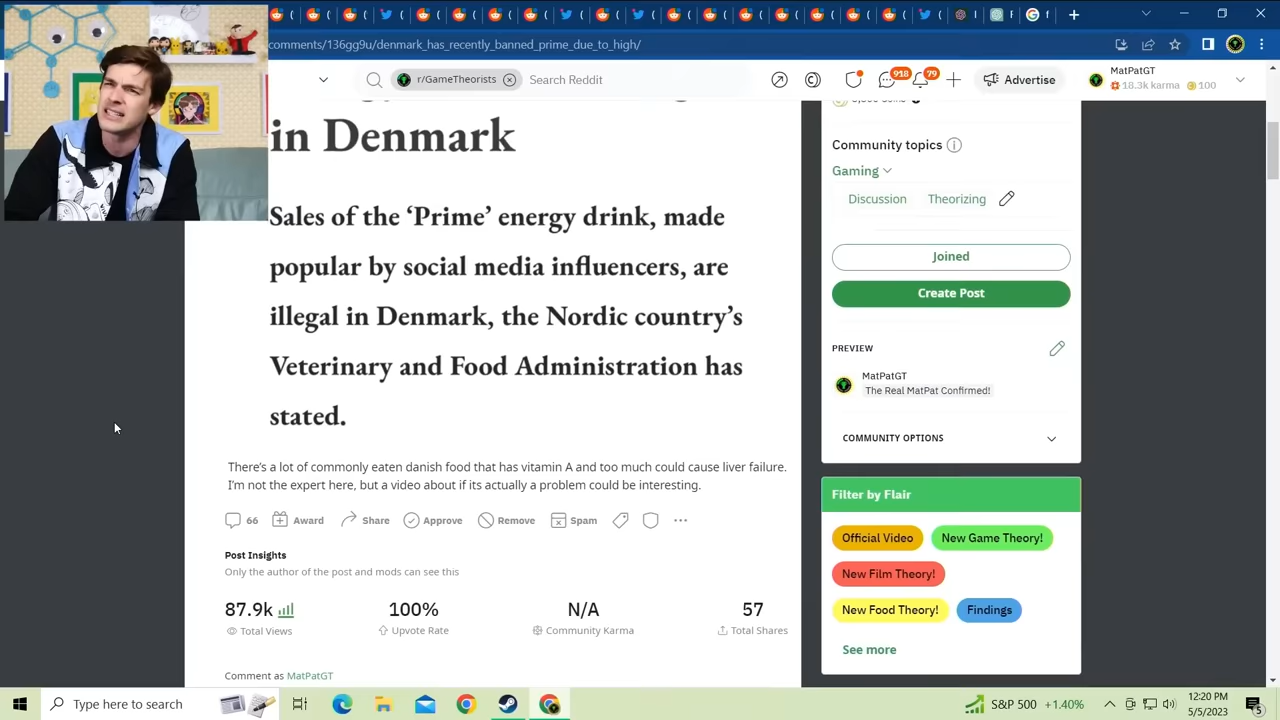 comments/136gg9u/denmark_has_recently_banned_prime_due_to_high/
r/GameTheorists
Search Reddit
918
79
Advertise
MatPatGT
18.3k karma
100
in Denmark
Sales of the ‘Prime’ energy drink, made
popular by social media influencers, are
illegal in Denmark, the Nordic country’s
Veterinary and Food Administration has
stated.
There's a lot of commonly eaten danish food that has vitamin A and too much could cause liver failure.
I'm not the expert here, but a video about if its actually a problem could be interesting.
66
Award
Share
Approve
Remove
Spam
Post Insights
Only the author of the post and mods can see this
87.9k
100%
N/A
57
Total Views
Upvote Rate
Community Karma
Total Shares
Comment as MatPatGT
Community topics
Gaming
Discussion
Theorizing
Joined
Create Post
PREVIEW
MatPatGT
The Real MatPat Confirmed!
COMMUNITY OPTIONS
Filter by Flair
Official Video
New Game Theory!
New Film Theory!
New Food Theory!
Findings
See more
Type here to search
S&P 500 +1.40%
12:20 PM
5/5/2023
5